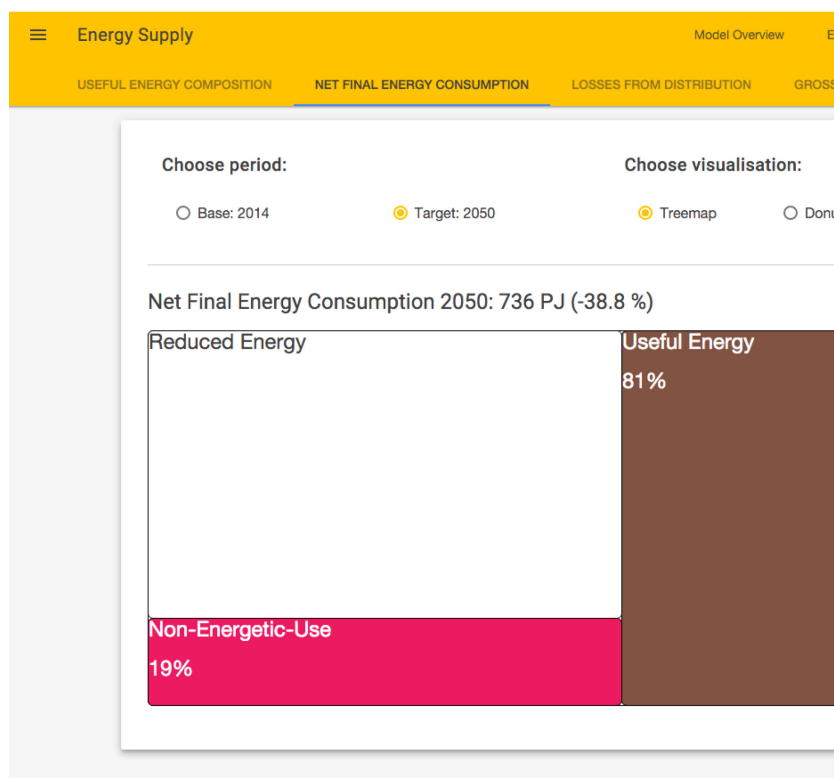 Energy Supply
Model Overview
E
USEFUL ENERGY COMPOSITION
NET FINAL ENERGY CONSUMPTION
LOSSES FROM DISTRIBUTION
GROSS
Choose period:
Choose visualisation:
Base: 2014
Target: 2050
Treemap
Donu
Net Final Energy Consumption 2050: 736 PJ (-38.8 %)
Reduced Energy
Useful Energy
81%
Non-Energetic-Use
19%